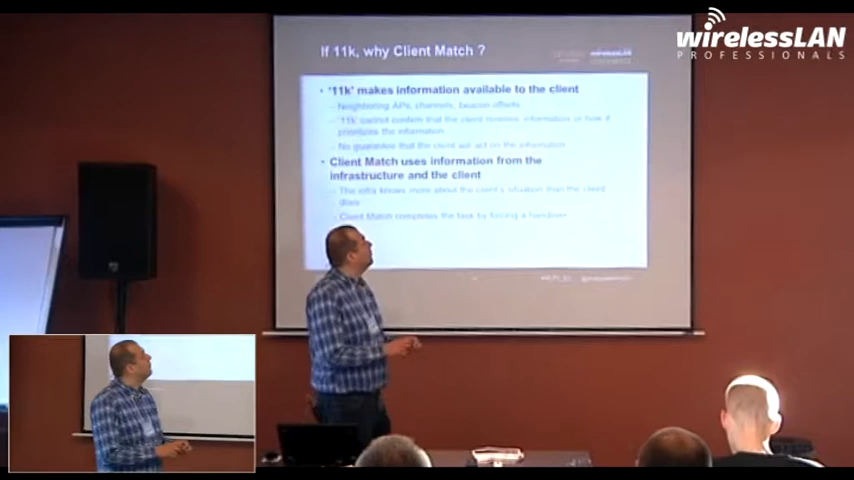 wirelessLAN
PROFESSIONALS
If 11k, why Client Match ?
• '11k' makes information available to the client
– Neighboring APs, channels, beacon offsets
– '11k' cannot confirm that the client receives information or how it
prioritizes the information
– No guarantee that the client will act on the information
• Client Match uses information from the
infrastructure and the client
– The infra knows more about the client's situation than the client
does
– Client Match completes the task by forcing a handover